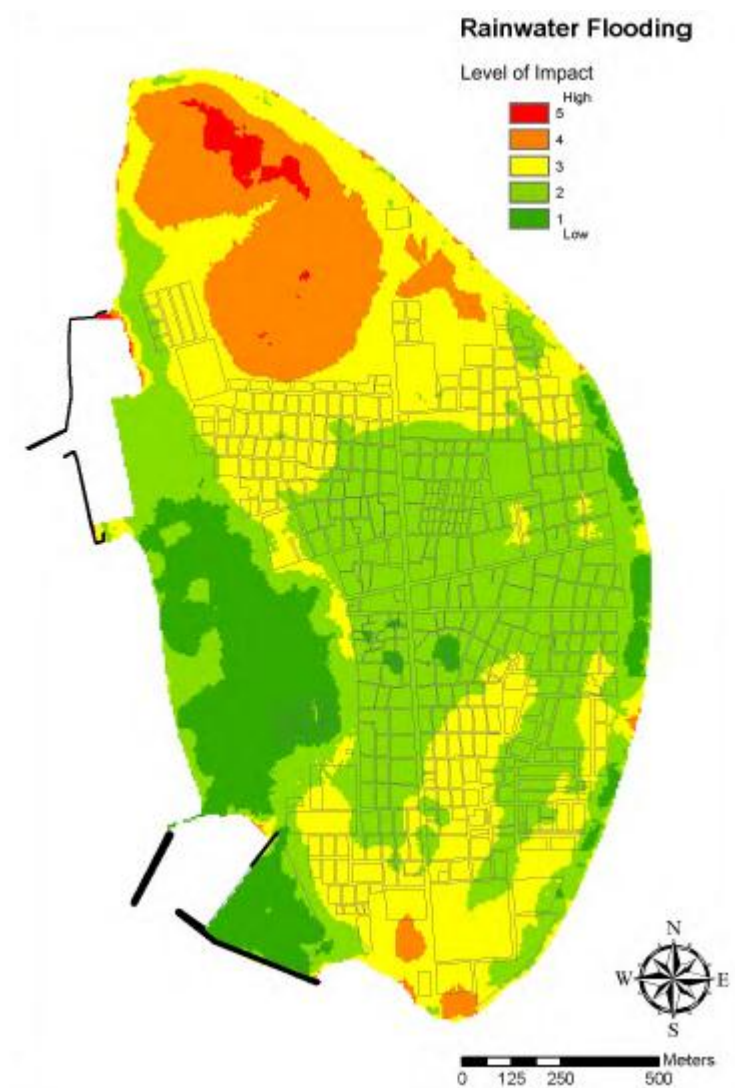 Rainwater Flooding
Level of Impact
High
5
4
3
2
1
Low
N
W E
S
Meters
0 125 250 500